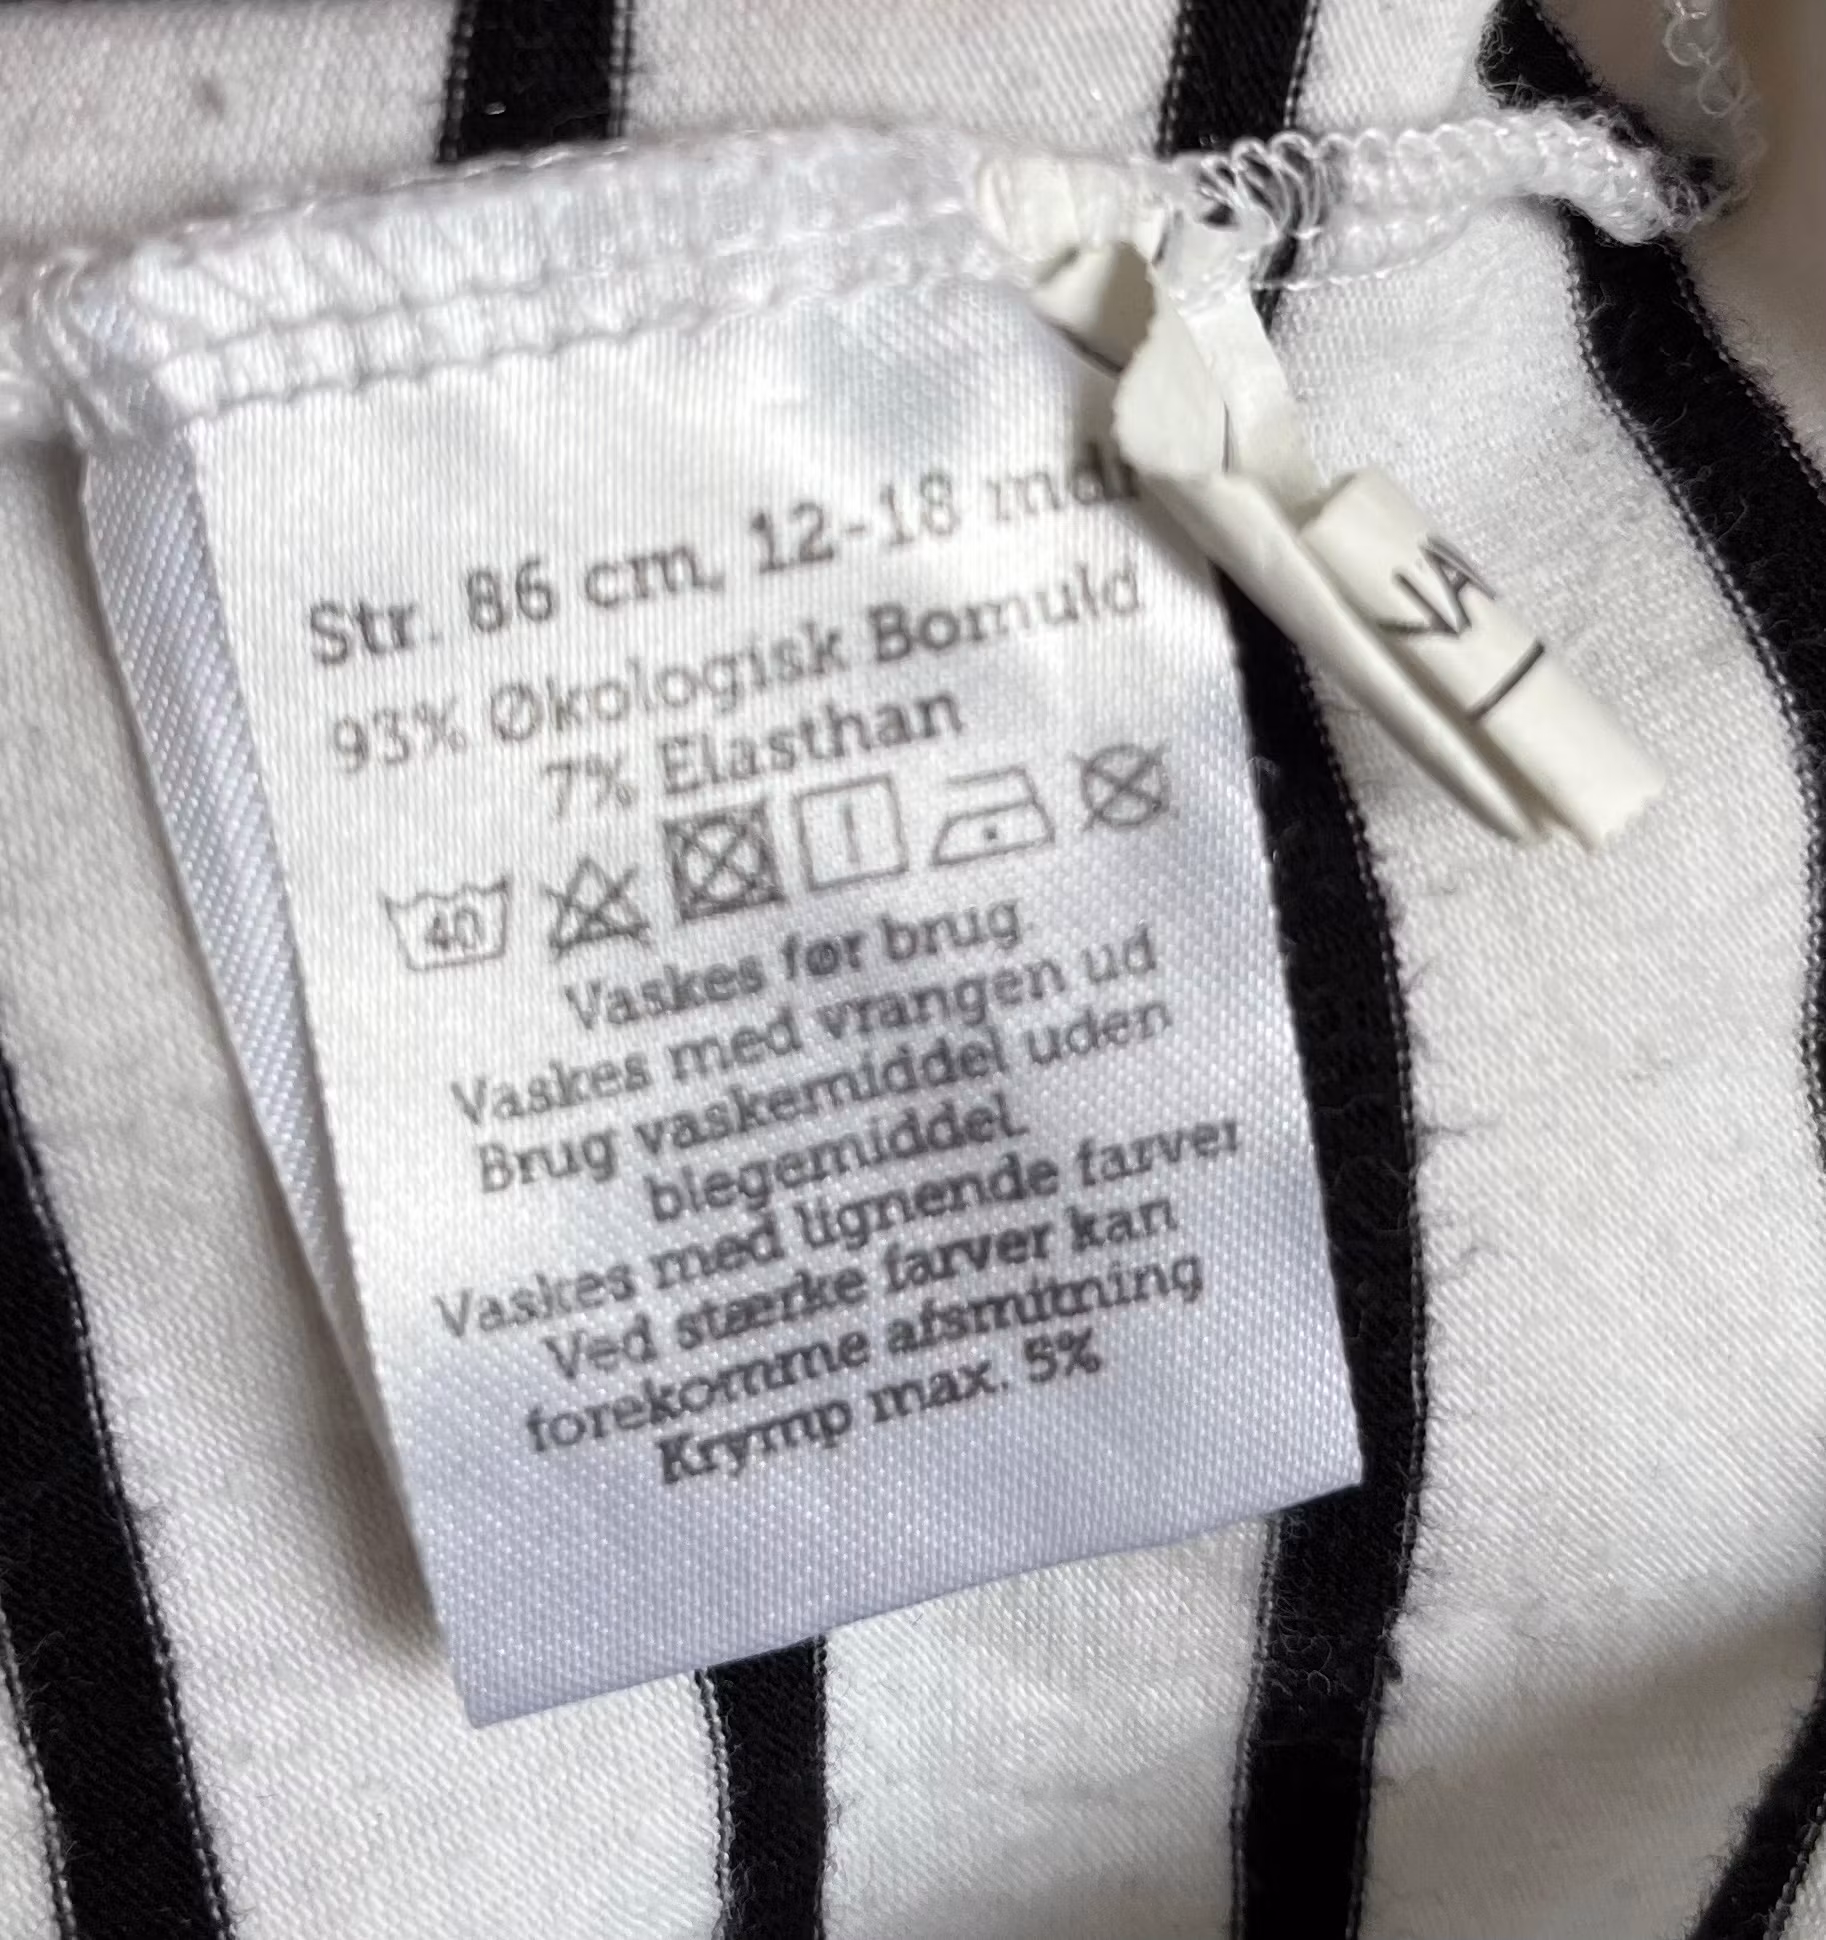 Str. 86 cm, 12-18 mdr
93% Økologisk Bomuld
7% Elasthan
40
Vaskes før brug
Vaskes med vrangen ud
Brug vaskemiddel uden
blegemiddel
Vaskes med lignende farver
Ved stærke farver kan
forekomme afsmitning
Krymp max. 5%